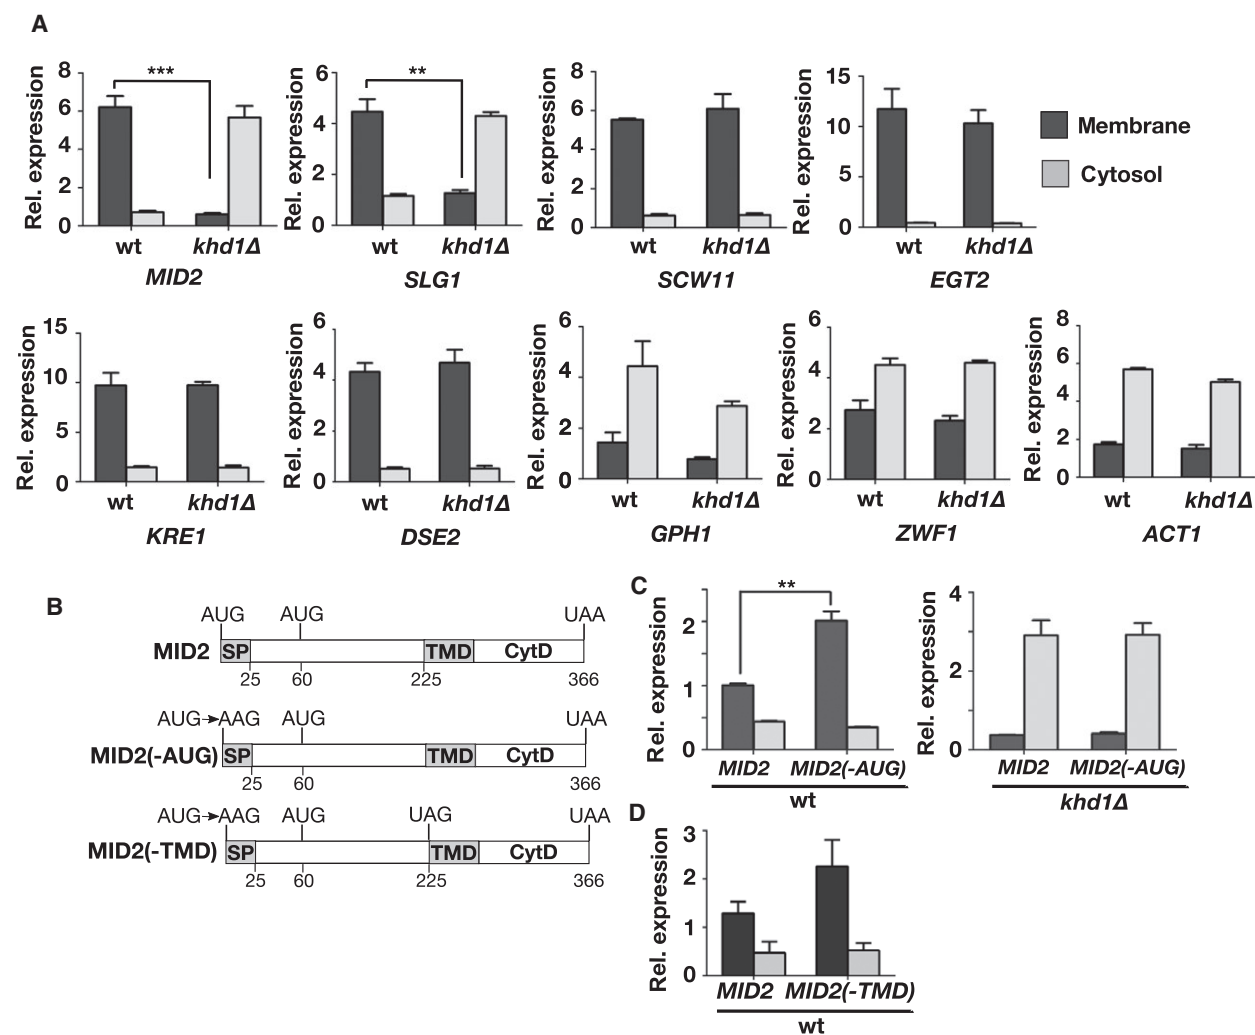 A
Rel. expression
8
6
4
2
0
***
wt khd1Δ
MID2
Rel. expression
6
4
2
0
**
wt khd1Δ
SLG1
Rel. expression
8
6
4
2
0
wt khd1Δ
SCW11
Rel. expression
15
10
5
0
wt khd1Δ
EGT2
Membrane
Cytosol
Rel. expression
15
10
5
0
wt khd1Δ
KRE1
Rel. expression
6
4
2
0
wt khd1Δ
DSE2
Rel. expression
6
4
2
0
wt khd1Δ
GPH1
Rel. expression
6
4
2
0
wt khd1Δ
ZWF1
Rel. expression
8
6
4
2
0
wt khd1Δ
ACT1
B
AUG AUG UAA
MID2 SP TMD CytD
25 60 225 366
AUG→AAG AUG UAA
MID2(-AUG) SP TMD CytD
25 60 366
AUG→AAG AUG UAG UAA
MID2(-TMD) SP TMD CytD
25 60 225 366
C
Rel. expression
2
1
0
**
MID2 MID2(-AUG)
wt
Rel. expression
4
2
0
MID2 MID2(-AUG)
khd1Δ
D
Rel. expression
3
2
1
0
MID2 MID2(-TMD)
wt